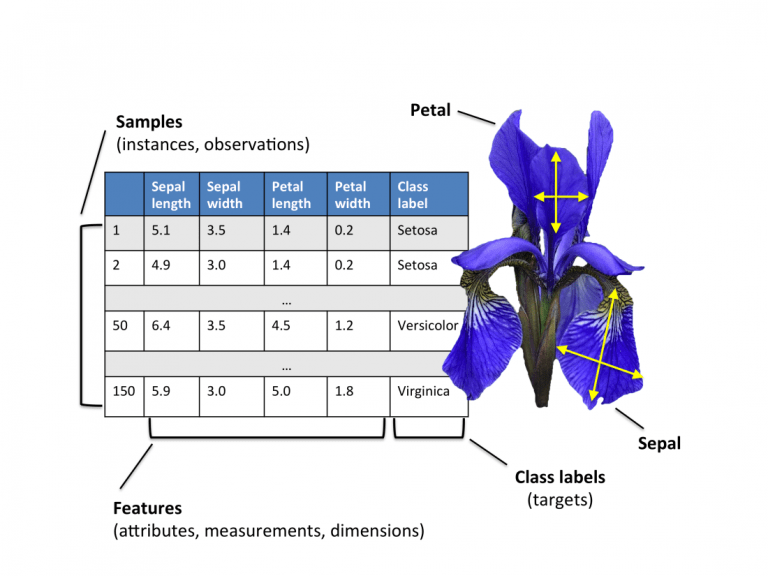 Petal
Samples
(instances, observations)
Sepal length Sepal width Petal length Petal width Class label
1 5.1 3.5 1.4 0.2 Setosa
2 4.9 3.0 1.4 0.2 Setosa
...
50 6.4 3.5 4.5 1.2 Versicolor
...
150 5.9 3.0 5.0 1.8 Virginica
Sepal
Class labels
(targets)
Features
(attributes, measurements, dimensions)